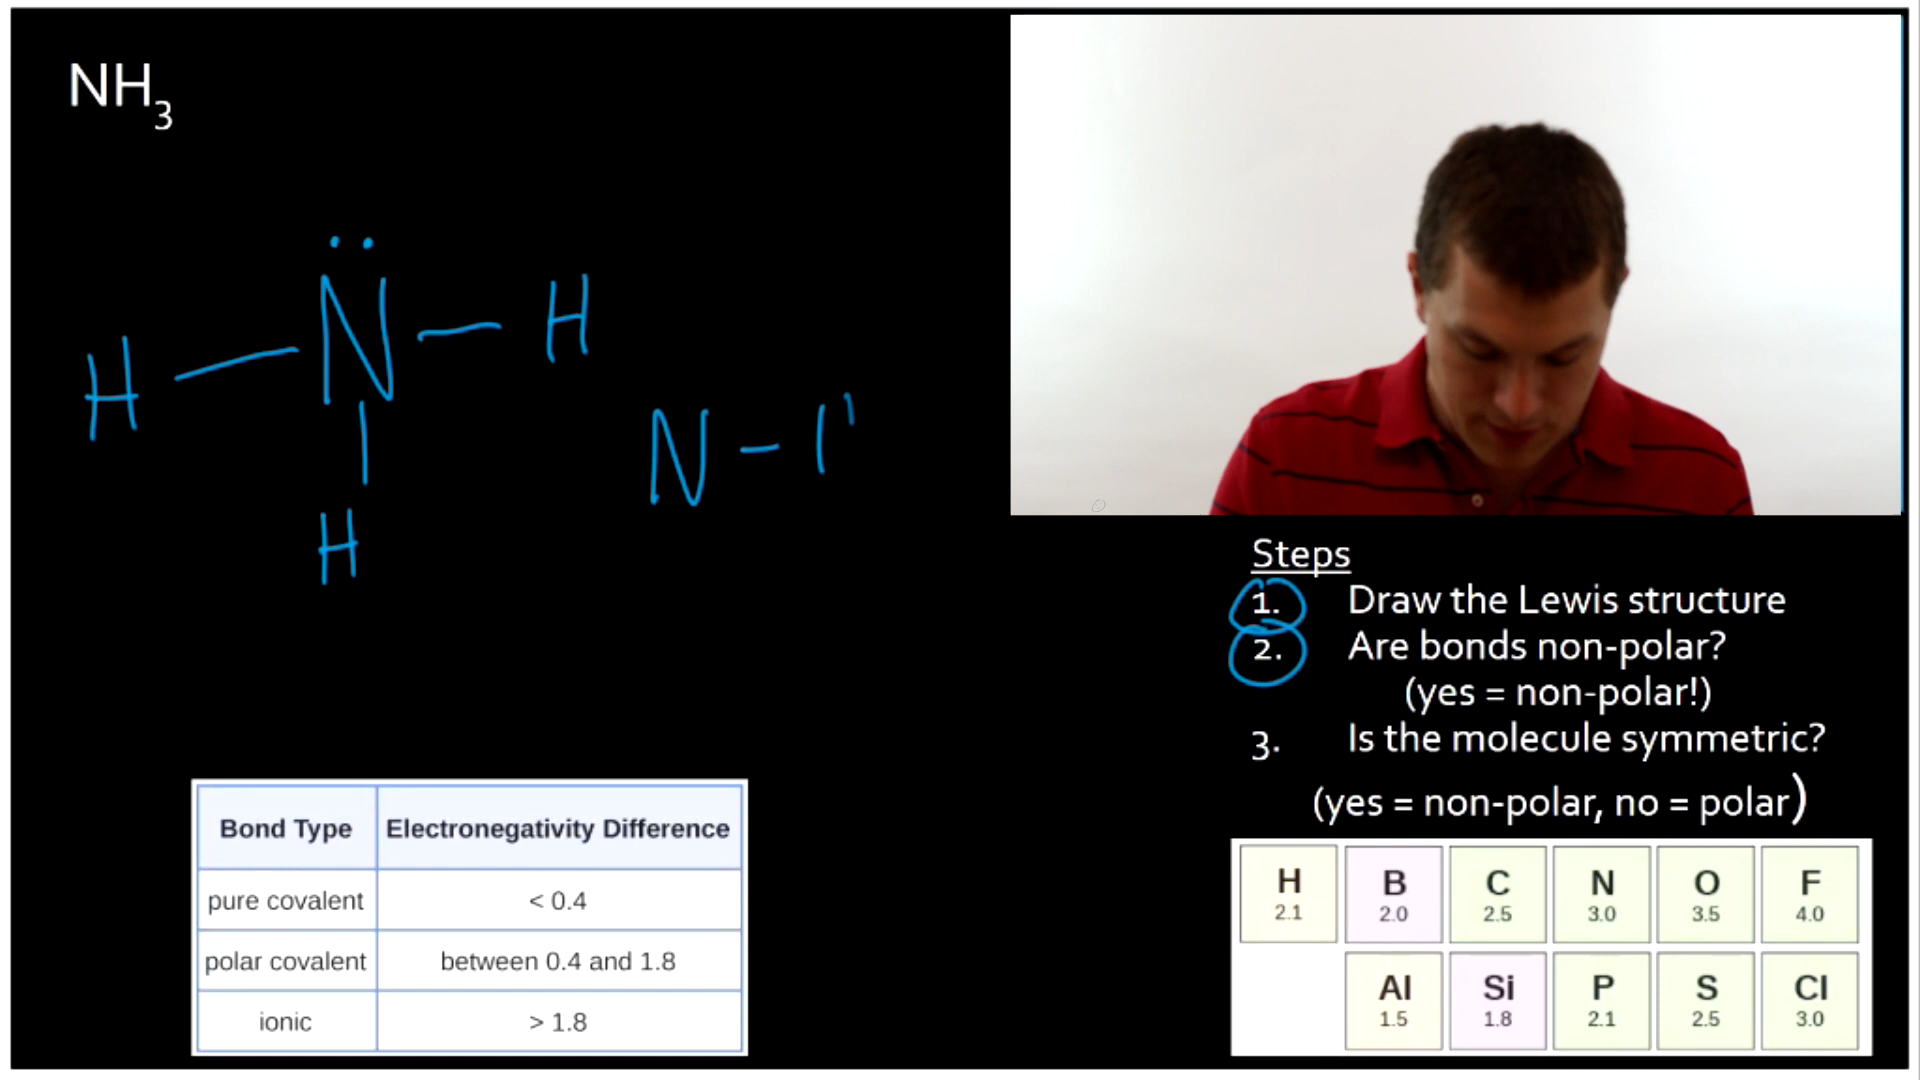 NH3
N
H — N — H
H
N -
Steps
1. Draw the Lewis structure
2. Are bonds non-polar?
(yes = non-polar!)
3. Is the molecule symmetric?
(yes = non-polar, no = polar)
Bond Type Electronegativity Difference
pure covalent < 0.4
polar covalent between 0.4 and 1.8
ionic > 1.8
H B C N O F
2.1 2.0 2.5 3.0 3.5 4.0
Al Si P S Cl
1.5 1.8 2.1 2.5 3.0